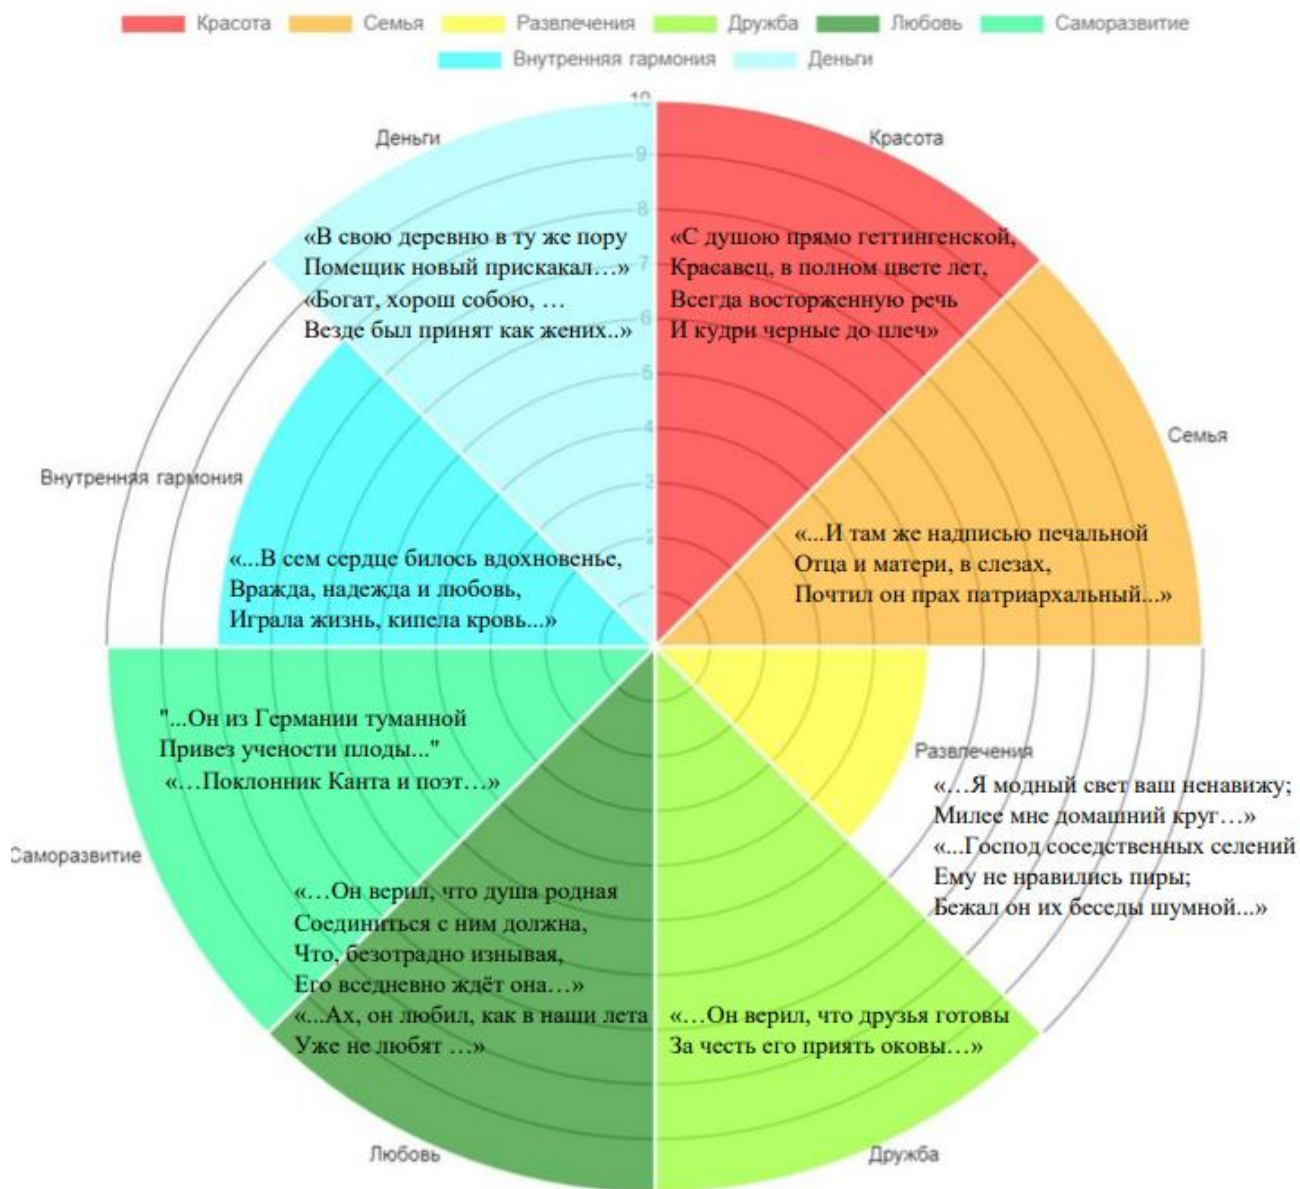 Красота Семья Развлечения Дружба Любовь Саморазвитие
Внутренняя гармония Деньги
10
9
8
7
6
5
4
3
2
1
Деньги
«В свою деревню в ту же пору
Помещик новый прискакал…»
«Богат, хорош собою, …
Везде был принят как жених..»
Красота
«С душою прямо геттингенской,
Красавец, в полном цвете лет,
Всегда восторженную речь
И кудри черные до плеч»
Семья
«...И там же надписью печальной
Отца и матери, в слезах,
Почтил он прах патриархальный...»
Внутренняя гармония
«...В сем сердце билось вдохновенье,
Вражда, надежда и любовь,
Играла жизнь, кипела кровь...»
Развлечения
«…Я модный свет ваш ненавижу;
Милее мне домашний круг…»
«...Господ соседственных селений
Ему не нравились пиры;
Бежал он их беседы шумной...»
Саморазвитие
"...Он из Германии туманной
Привез учености плоды..."
«…Поклонник Канта и поэт…»
Любовь
«…Он верил, что душа родная
Соединиться с ним должна,
Что, безотрадно изнывая,
Его вседневно ждёт она…»
«...Ах, он любил, как в наши лета
Уже не любят …»
Дружба
«…Он верил, что друзья готовы
За честь его приять оковы…»